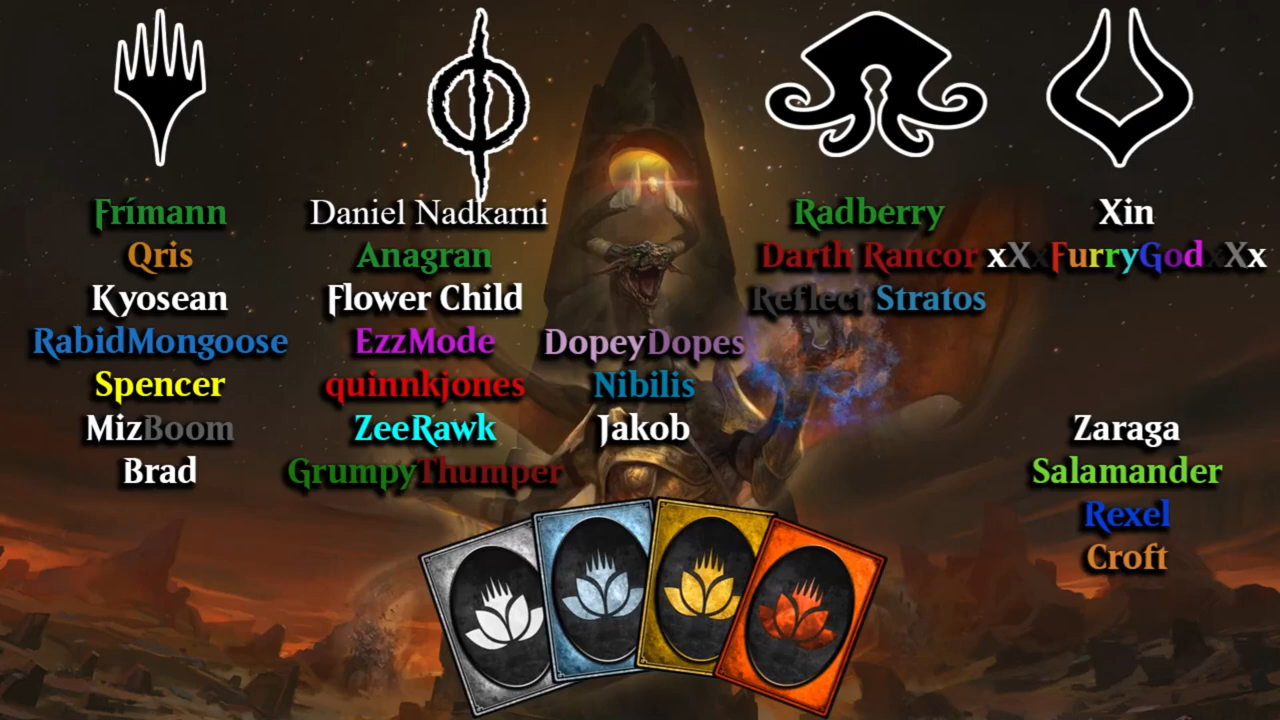 Frímann
Qris
Kyosean
RabidMongoose
Spencer
MizBoom
Brad
Daniel Nadkarni
Anagran
Flower Child
EzzMode
quinnkjones
ZeeRawk
GrumpyThumper
DopeyDopes
Nibilis
Jakob
Radberry
Darth Rancor
Reflect Stratos
Xin
xXxFurryGodxXx
Zaraga
Salamander
Rexel
Croft